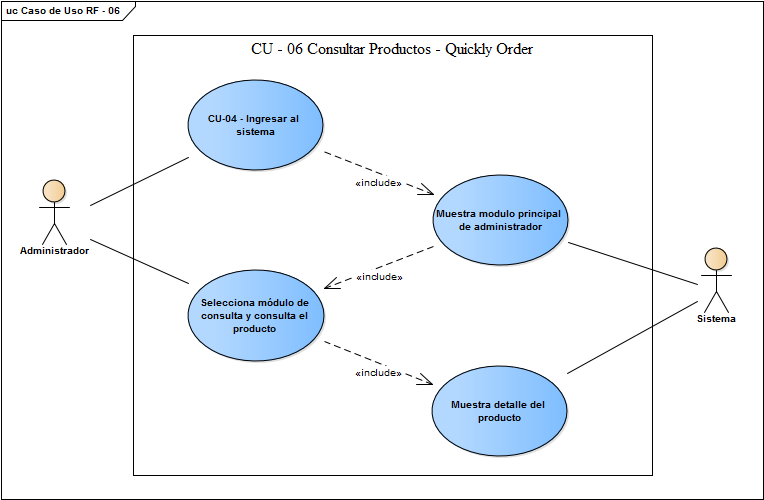 uc Caso de Uso RF - 06
CU - 06 Consultar Productos - Quickly Order
CU-04 - Ingresar al
sistema
«include»
Muestra modulo principal
de administrador
Administrador
«include»
Selecciona módulo de
consulta y consulta el
producto
Sistema
«include»
Muestra detalle del
producto